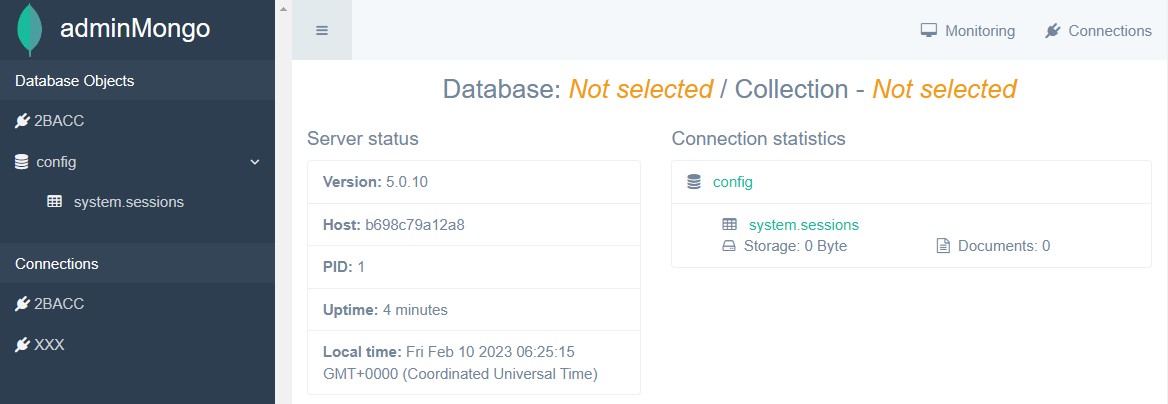 adminMongo
Monitoring
Connections
Database Objects
2BACC
config
system.sessions
Connections
2BACC
XXX
Database: Not selected / Collection - Not selected
Server status
Version: 5.0.10
Host: b698c79a12a8
PID: 1
Uptime: 4 minutes
Local time: Fri Feb 10 2023 06:25:15
GMT+0000 (Coordinated Universal Time)
Connection statistics
config
system.sessions
Storage: 0 Byte
Documents: 0